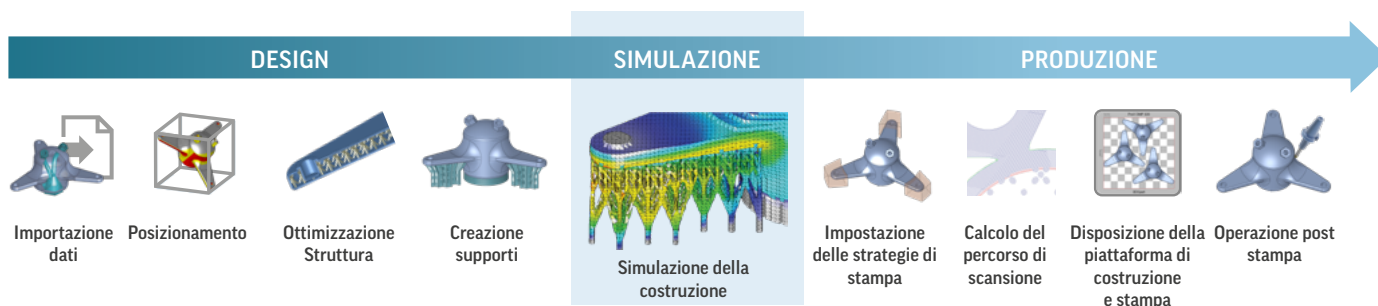 DESIGN
SIMULAZIONE
PRODUZIONE
Importazione
dati
Posizionamento
Ottimizzazione
Struttura
Creazione
supporti
Simulazione della
costruzione
Impostazione
delle strategie di
stampa
Calcolo del
percorso di
scansione
Disposizione della
piattaforma di
costruzione
e stampa
Operazione post
stampa